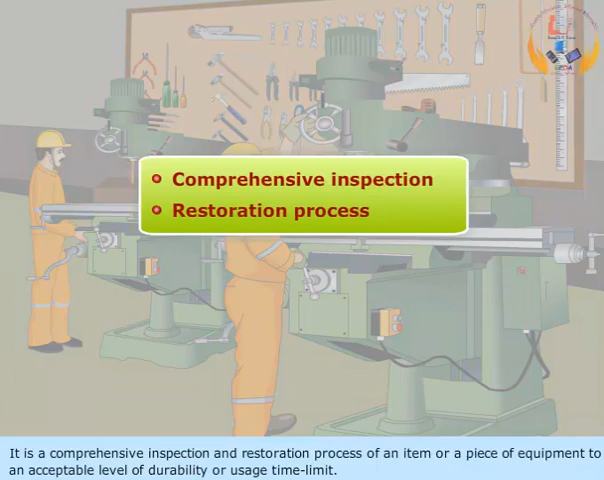 Comprehensive inspection
Restoration process
It is a comprehensive inspection and restoration process of an item or a piece of equipment to
an acceptable level of durability or usage time-limit.